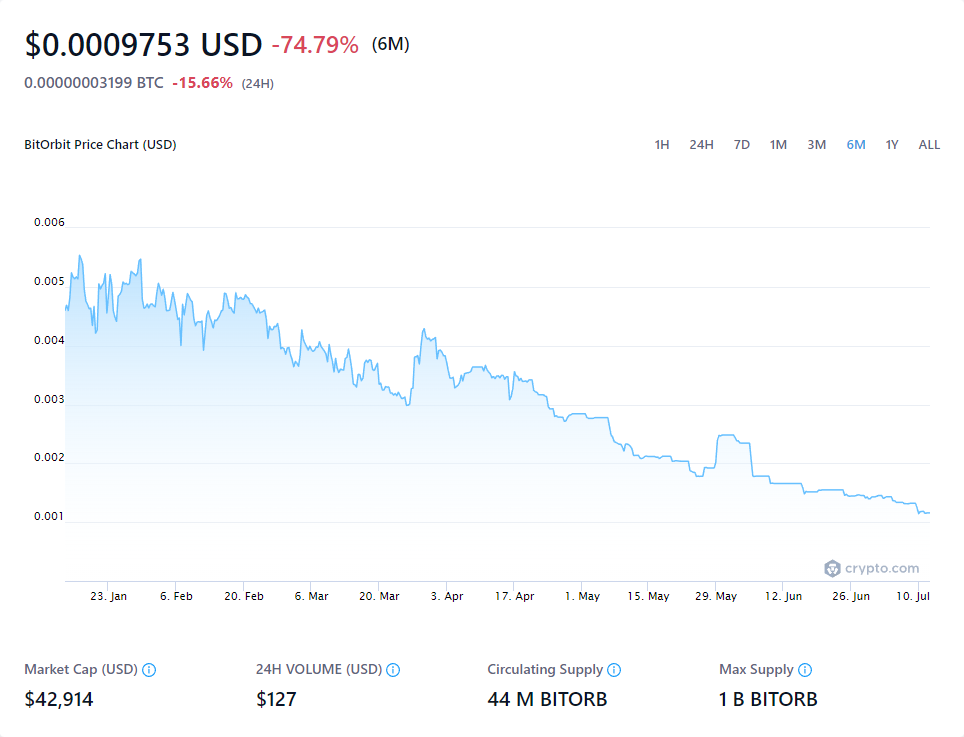 $0.0009753 USD -74.79% (6M)
0.00000003199 BTC -15.66% (24H)
BitOrbit Price Chart (USD) 1H 24H 7D 1M 3M 6M 1Y ALL
0.006
0.005
0.004
0.003
0.002
0.001
crypto.com
23. Jan 6. Feb 20. Feb 6. Mar 20. Mar 3. Apr 17. Apr 1. May 15. May 29. May 12. Jun 26. Jun 10. Jul
Market Cap (USD) 24H VOLUME (USD) Circulating Supply Max Supply
$42,914 $127 44 M BITORB 1 B BITORB